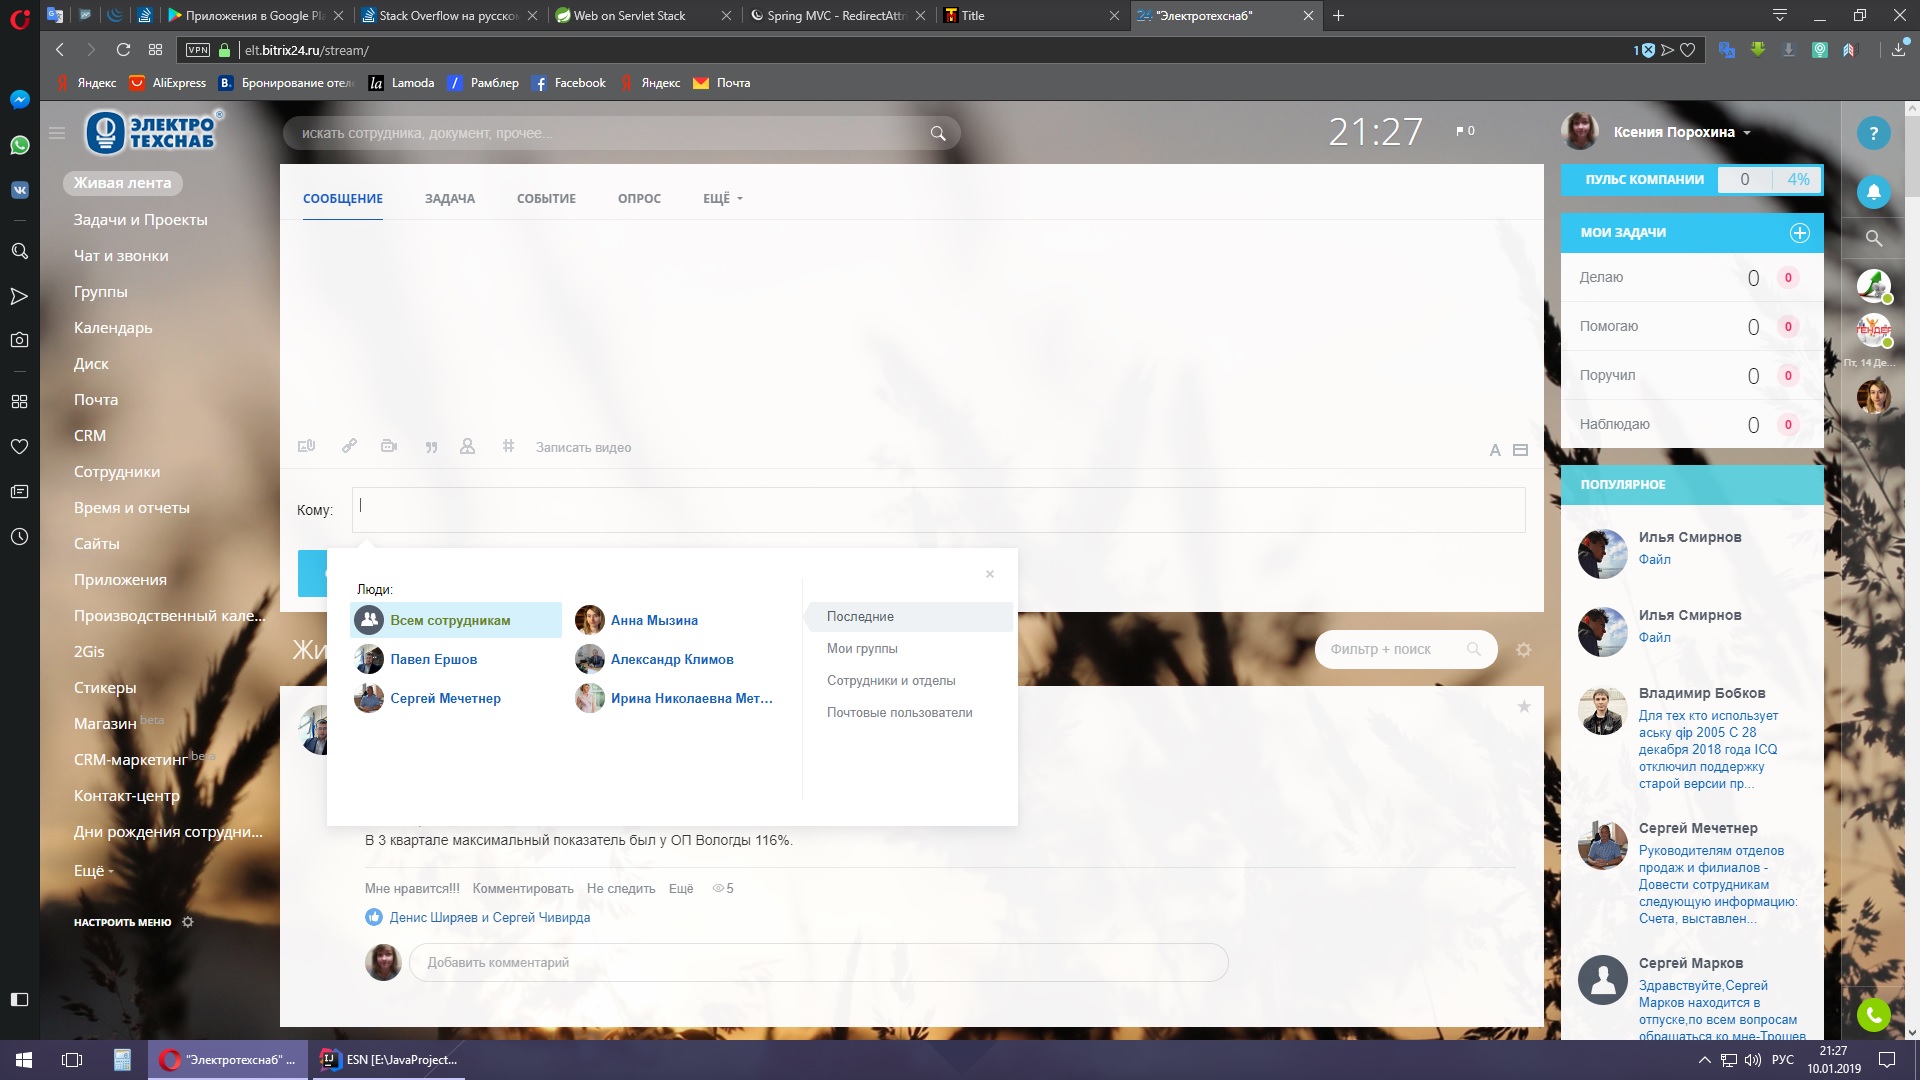 Приложения в Google Pla
Stack Overflow на русском
Web on Servlet Stack
Spring MVC - RedirectAttri
Title
"Электротехснаб"
VPN
elt.bitrix24.ru/stream/
1
Яндекс
AliExpress
Бронирование отеле
Lamoda
Рамблер
Facebook
Яндекс
Почта
ЭЛЕКТРО
ТЕХСНАБ
искать сотрудника, документ, прочее...
21:27
0
Ксения Порохина
Живая лента
Задачи и Проекты
Чат и звонки
Группы
Календарь
Диск
Почта
CRM
Сотрудники
Время и отчеты
Сайты
Приложения
Производственный кале...
2Gis
Стикеры
Магазин beta
CRM-маркетинг beta
Контакт-центр
Дни рождения сотрудни...
Ещё
НАСТРОИТЬ МЕНЮ
СООБЩЕНИЕ
ЗАДАЧА
СОБЫТИЕ
ОПРОС
ЕЩЁ
Записать видео
A
Кому:
Люди:
Всем сотрудникам
Анна Мызина
Павел Ершов
Александр Климов
Сергей Мечетнер
Ирина Николаевна Мет...
Последние
Мои группы
Сотрудники и отделы
Почтовые пользователи
Жи
Фильтр + поиск
В 3 квартале максимальный показатель был у ОП Вологды 116%.
Мне нравится!!! Комментировать Не следить Ещё 5
Денис Ширяев и Сергей Чивирда
Добавить комментарий
ПУЛЬС КОМПАНИИ 0 4%
МОИ ЗАДАЧИ
Делаю 0 0
Помогаю 0 0
Поручил 0 0
Наблюдаю 0 0
ПОПУЛЯРНОЕ
Илья Смирнов
Файл
Илья Смирнов
Файл
Владимир Бобков
Для тех кто использует
аську qip 2005 С 28
декабря 2018 года ICQ
отключил поддержку
старой версии пр...
Сергей Мечетнер
Руководителям отделов
продаж и филиалов -
Довести сотрудникам
следующую информацию:
Счета, выставлен...
Сергей Марков
Здравствуйте,Сергей
Марков находится в
отпуске,по всем вопросам
обращаться ко мне-Трошев
?
ТЕНДЕР
Пт, 14 Де...
"Электротехснаб" ...
ESN [E:\JavaProject...
РУС
21:27
10.01.2019